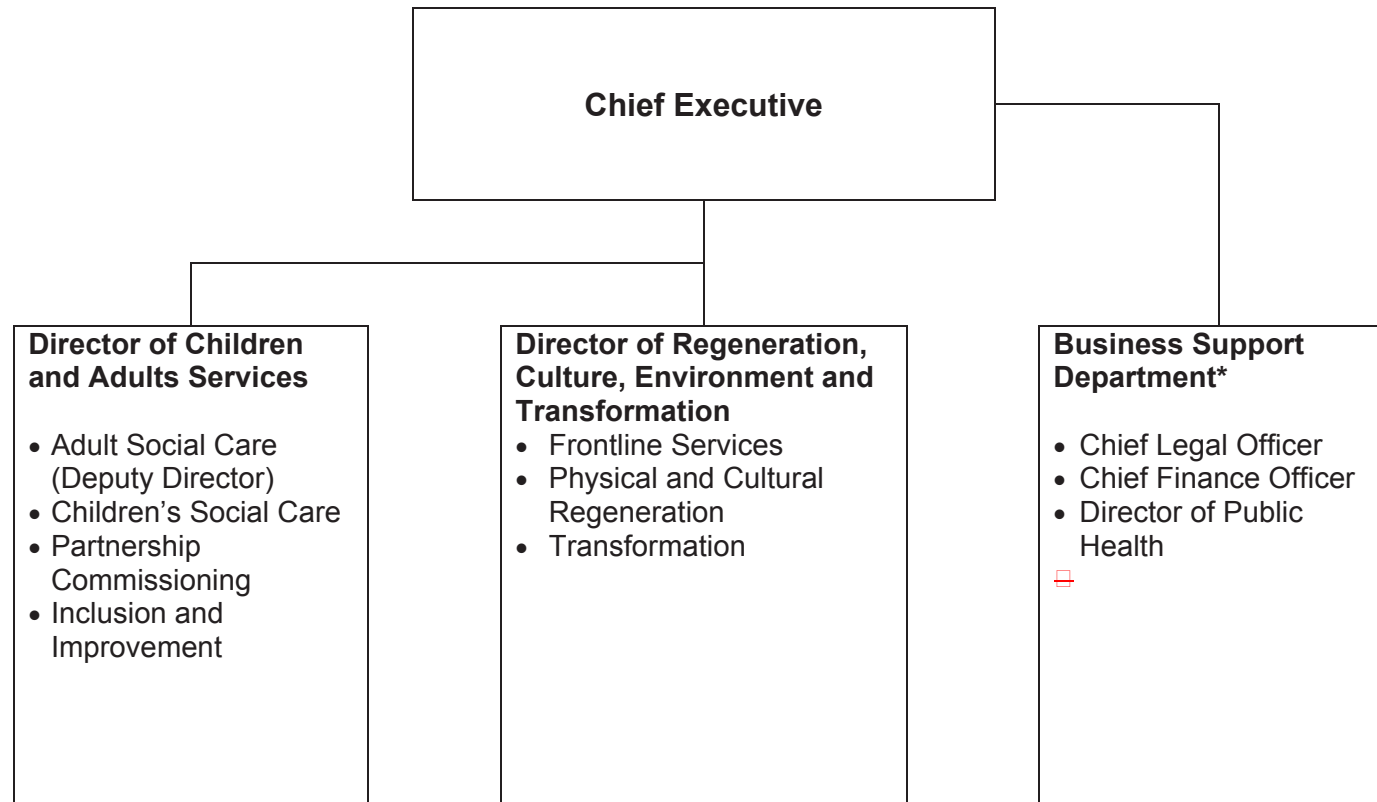 Chief Executive
Director of Children
and Adults Services
• Adult Social Care
(Deputy Director)
• Children’s Social Care
• Partnership
Commissioning
• Inclusion and
Improvement
Director of Regeneration,
Culture, Environment and
Transformation
• Frontline Services
• Physical and Cultural
Regeneration
• Transformation
Business Support
Department*
• Chief Legal Officer
• Chief Finance Officer
• Director of Public
Health